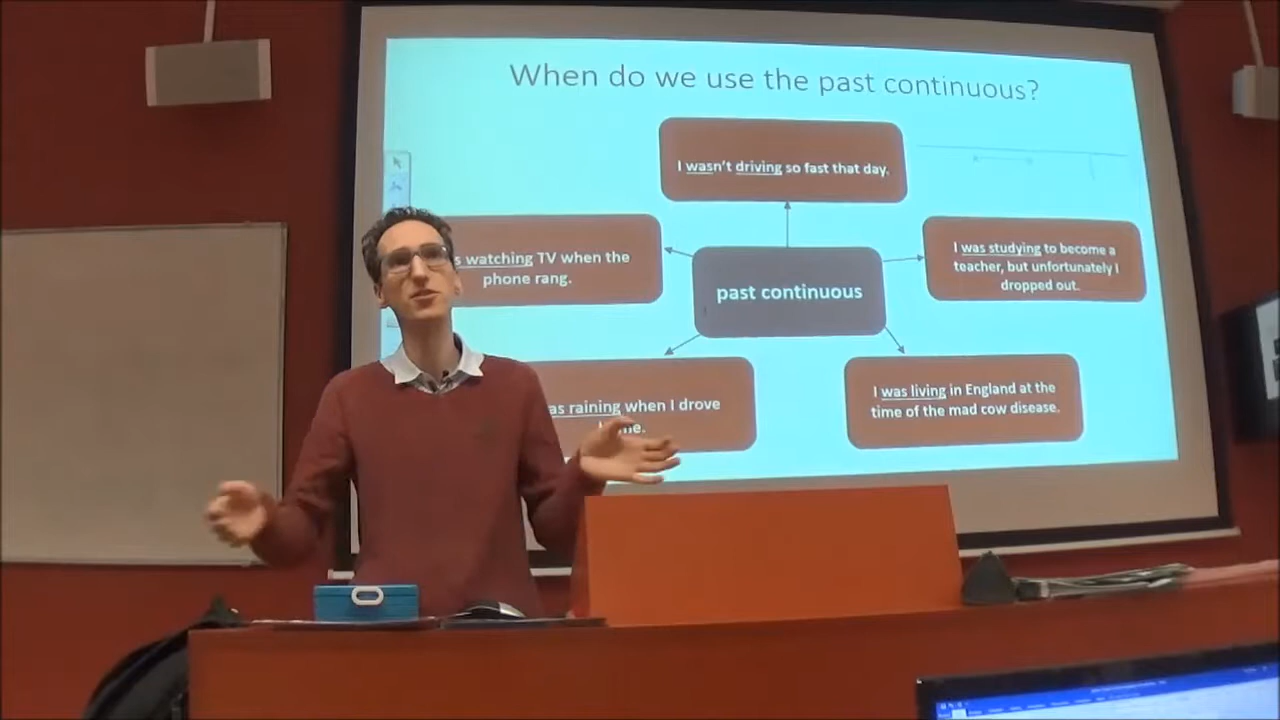 When do we use the past continuous?
I wasn't driving so fast that day.
watching TV when the
phone rang.
past continuous
I was studying to become a
teacher, but unfortunately I
dropped out.
raining when I drove
I was living in England at the
time of the mad cow disease.